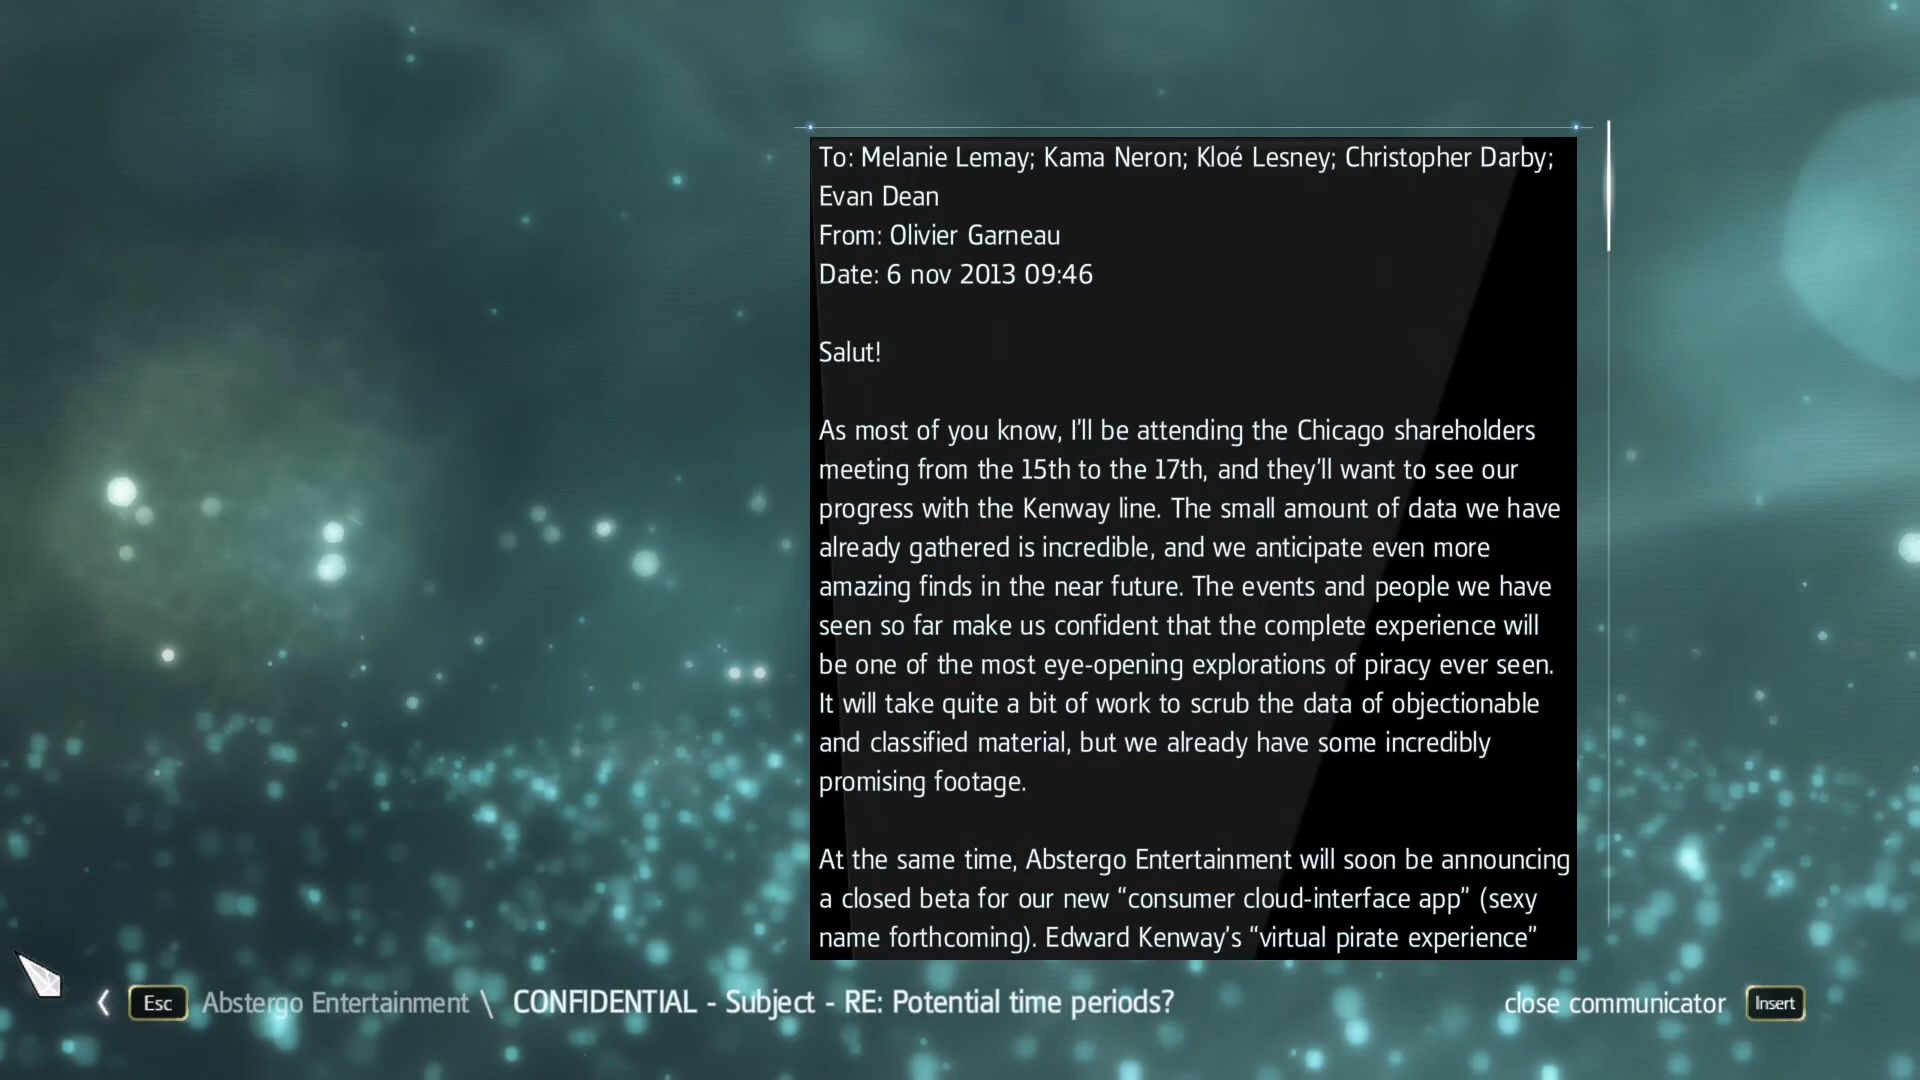 To: Melanie Lemay; Kama Neron; Kloé Lesney; Christopher Darby;
Evan Dean
From: Olivier Garneau
Date: 6 nov 2013 09:46
Salut!
As most of you know, I'll be attending the Chicago shareholders
meeting from the 15th to the 17th, and they'll want to see our
progress with the Kenway line. The small amount of data we have
already gathered is incredible, and we anticipate even more
amazing finds in the near future. The events and people we have
seen so far make us confident that the complete experience will
be one of the most eye-opening explorations of piracy ever seen.
It will take quite a bit of work to scrub the data of objectionable
and classified material, but we already have some incredibly
promising footage.
At the same time, Abstergo Entertainment will soon be announcing
a closed beta for our new “consumer cloud-interface app” (sexy
name forthcoming). Edward Kenway's “virtual pirate experience”
Esc Abstergo Entertainment \ CONFIDENTIAL - Subject - RE: Potential time periods? close communicator Insert